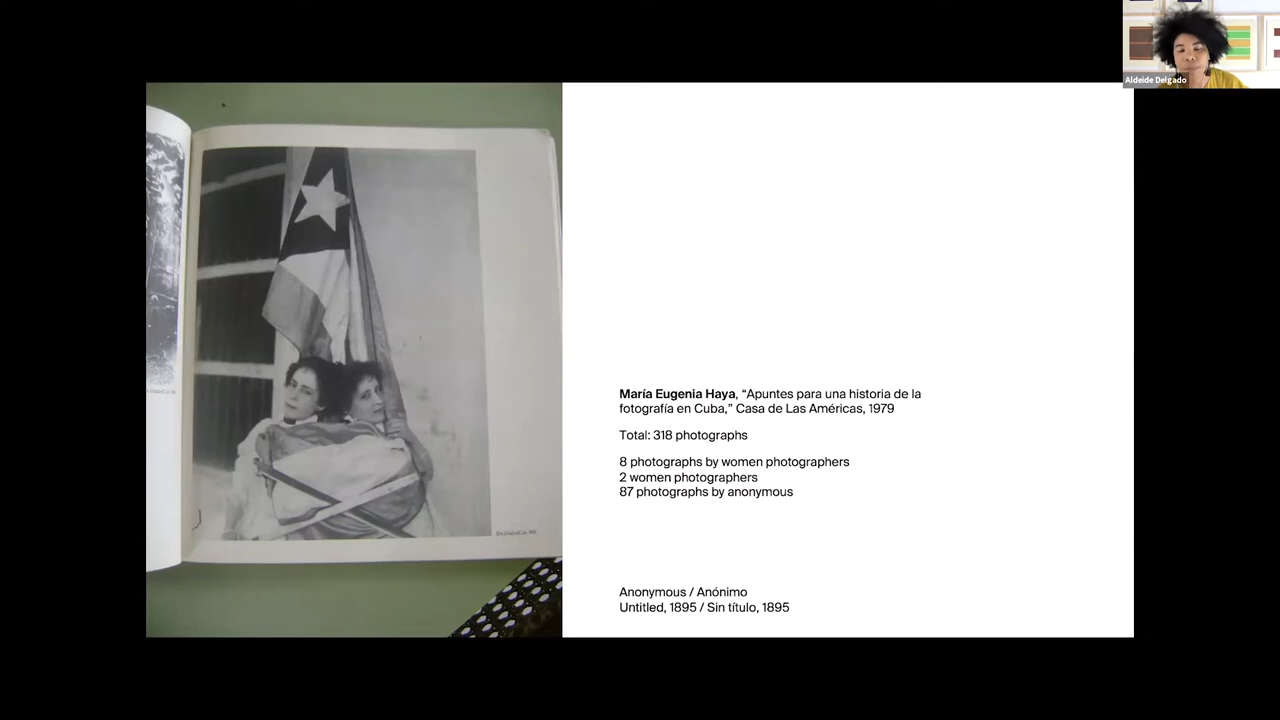 Aldeide Delgado
María Eugenia Haya, “Apuntes para una historia de la
fotografía en Cuba,” Casa de Las Américas, 1979
Total: 318 photographs
8 photographs by women photographers
2 women photographers
87 photographs by anonymous
Anonymous / Anónimo
Untitled, 1895 / Sin título, 1895